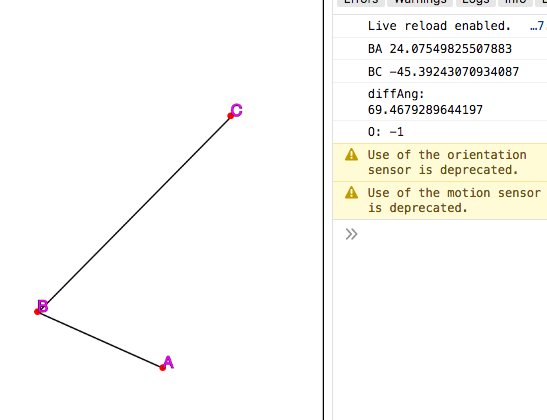 Errors Warnings Logs Info
Live reload enabled. …7.
BA 24.07549825507883
BC -45.39243070934087
diffAng:
69.4679289644197
O: -1
Use of the orientation
sensor is deprecated.
Use of the motion sensor
is deprecated.
C
B
A